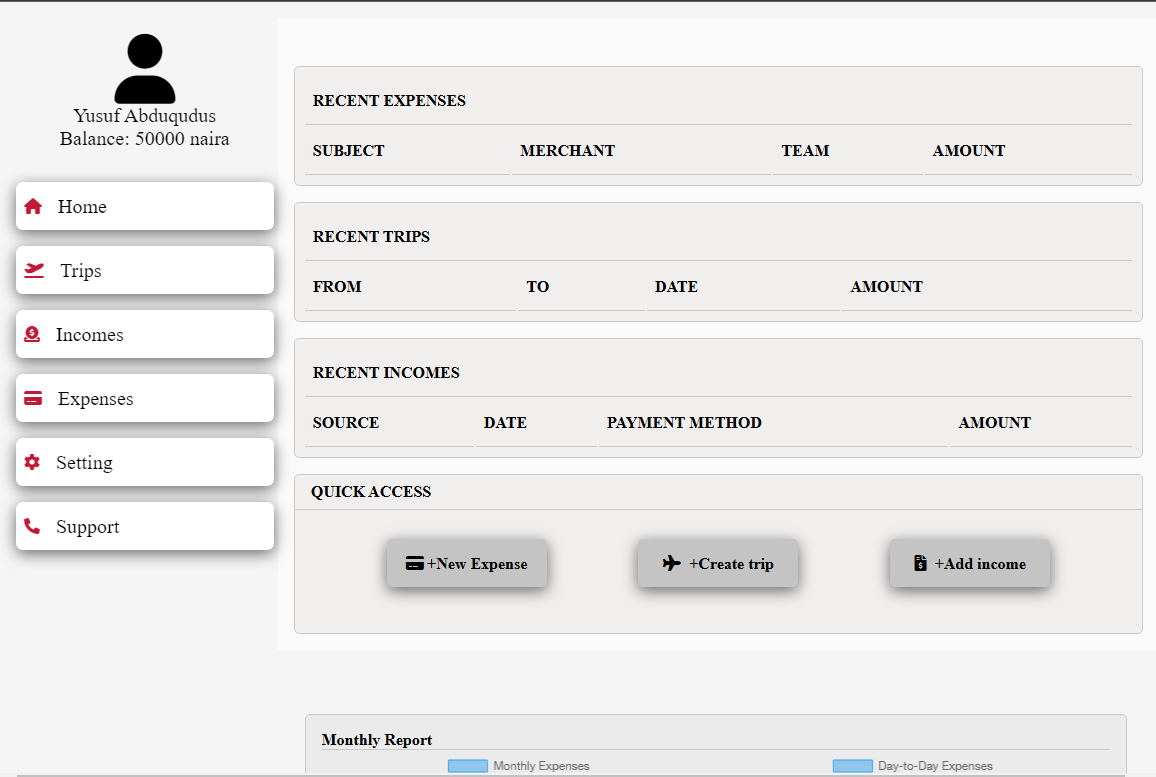 Yusuf Abduqudus
Balance: 50000 naira
Home
Trips
Incomes
Expenses
Setting
Support
RECENT EXPENSES
SUBJECT MERCHANT TEAM AMOUNT
RECENT TRIPS
FROM TO DATE AMOUNT
RECENT INCOMES
SOURCE DATE PAYMENT METHOD AMOUNT
QUICK ACCESS
+New Expense +Create trip +Add income
Monthly Report
Monthly Expenses Day-to-Day Expenses